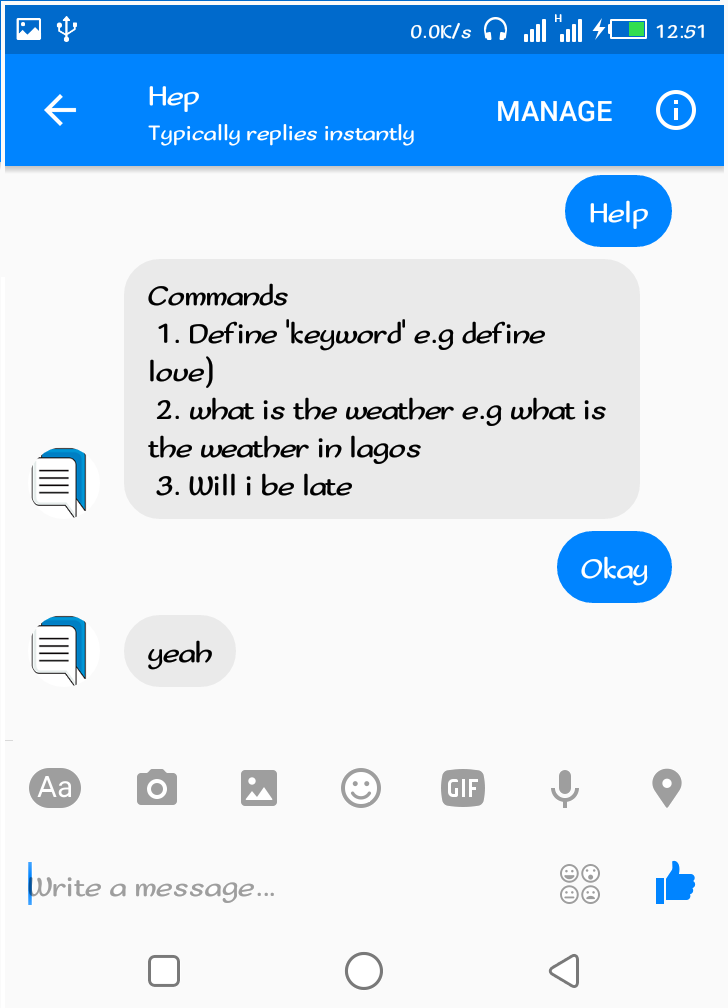 0.0K/s H 12:51
Hep
Typically replies instantly
MANAGE
Help
Commands
1. Define 'keyword' e.g define
love)
2. what is the weather e.g what is
the weather in lagos
3. Will i be late
Okay
yeah
Aa
GIF
Write a message...